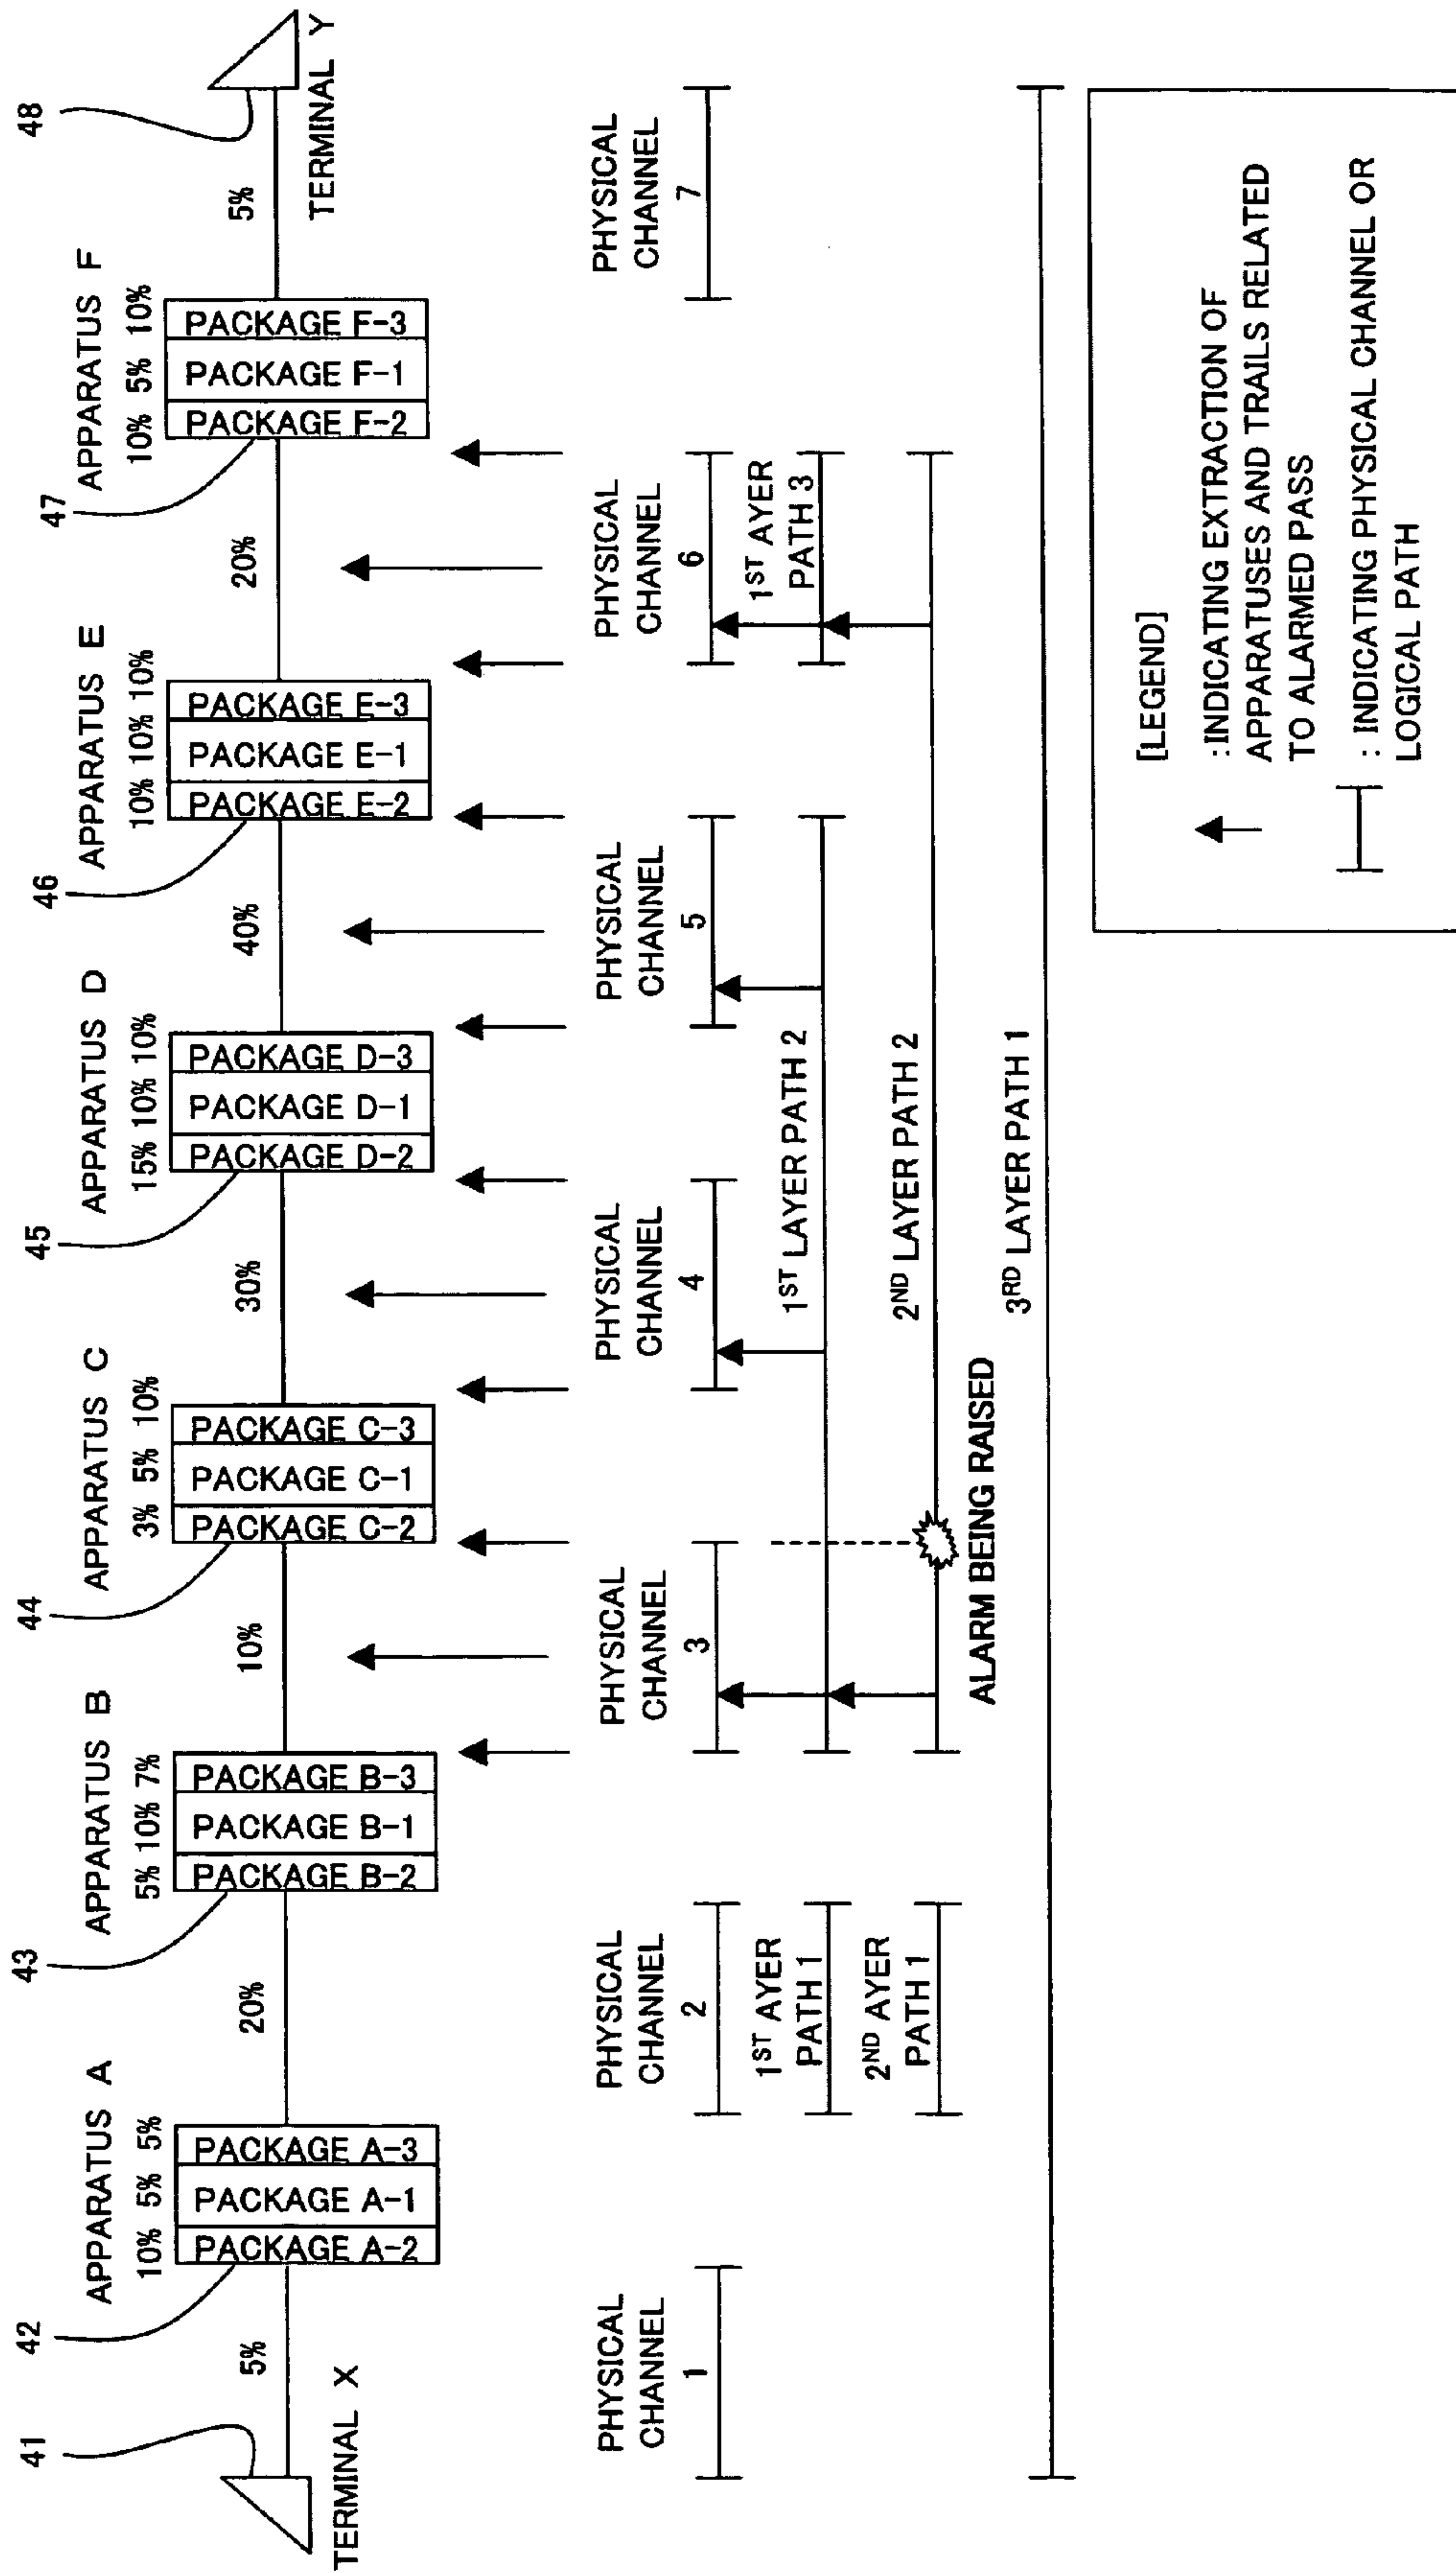 41
42
43
44
45
46
47
48
APPARATUS A
APPARATUS B
APPARATUS C
APPARATUS D
APPARATUS E
APPARATUS F
10% 5% 5%
5% 10% 7%
3% 5% 10%
15% 10% 10%
10% 10% 10%
10% 5% 10%
PACKAGE A-2
PACKAGE A-1
PACKAGE A-3
PACKAGE B-2
PACKAGE B-1
PACKAGE B-3
PACKAGE C-2
PACKAGE C-1
PACKAGE C-3
PACKAGE D-2
PACKAGE D-1
PACKAGE D-3
PACKAGE E-2
PACKAGE E-1
PACKAGE E-3
PACKAGE F-2
PACKAGE F-1
PACKAGE F-3
5%
20%
10%
30%
40%
20%
5%
TERMINAL X
TERMINAL Y
PHYSICAL
CHANNEL
1
PHYSICAL
CHANNEL
2
PHYSICAL
CHANNEL
3
PHYSICAL
CHANNEL
4
PHYSICAL
CHANNEL
5
PHYSICAL
CHANNEL
6
PHYSICAL
CHANNEL
7
1ST AYER
PATH 1
1ST LAYER PATH 2
1ST AYER
PATH 3
2ND AYER
PATH 1
2ND LAYER PATH 2
ALARM BEING RAISED
3RD LAYER PATH 1
[LEGEND]
:INDICATING EXTRACTION OF
APPARATUSES AND TRAILS RELATED
TO ALARMED PASS
: INDICATING PHYSICAL CHANNEL OR
LOGICAL PATH